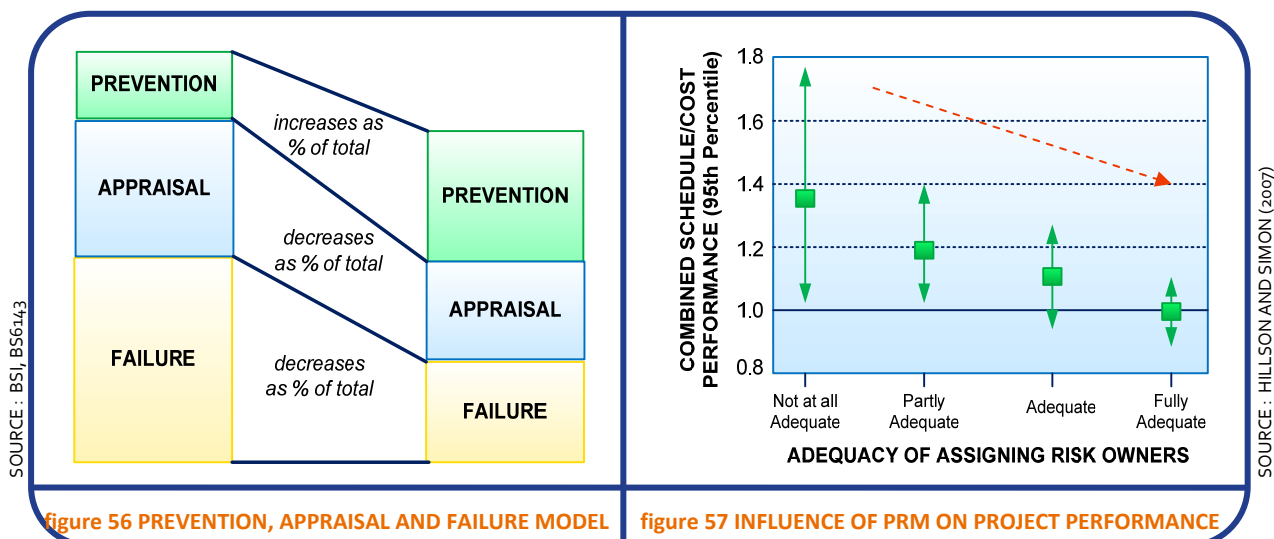 PREVENTION
APPRAISAL
FAILURE
increases as
% of total
decreases
as % of total
decreases
as % of total
PREVENTION
APPRAISAL
FAILURE
SOURCE : BSI, BS6143
figure 56 PREVENTION, APPRAISAL AND FAILURE MODEL
COMBINED SCHEDULE/COST
PERFORMANCE (95th Percentile)
1.8
1.6
1.4
1.2
1.0
0.8
Not at all
Adequate
Partly
Adequate
Adequate
Fully
Adequate
ADEQUACY OF ASSIGNING RISK OWNERS
SOURCE : HILLSON AND SIMON (2007)
figure 57 INFLUENCE OF PRM ON PROJECT PERFORMANCE